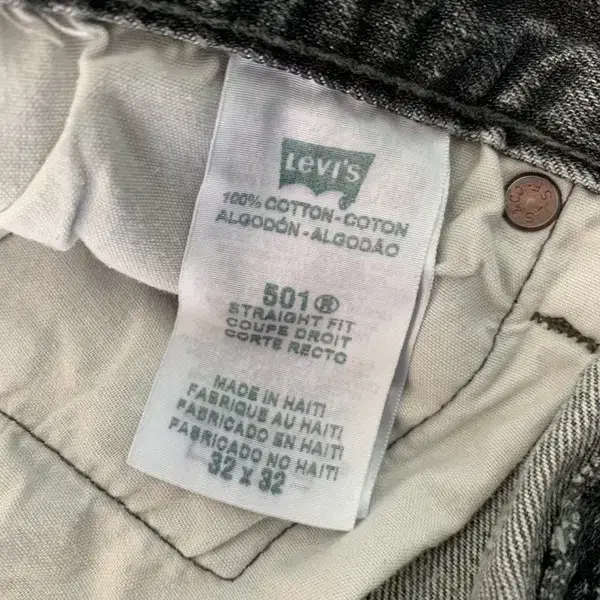 Levi's
100% COTTON-COTON
ALGODÓN-ALGODÃO
501®
STRAIGHT FIT
COUPE DROIT
CORTE RECTO
MADE IN HAITI
FABRIQUE AU HAITI
FABRICADO EN HAITI
FABRICADO NO HAITI
32 X 32